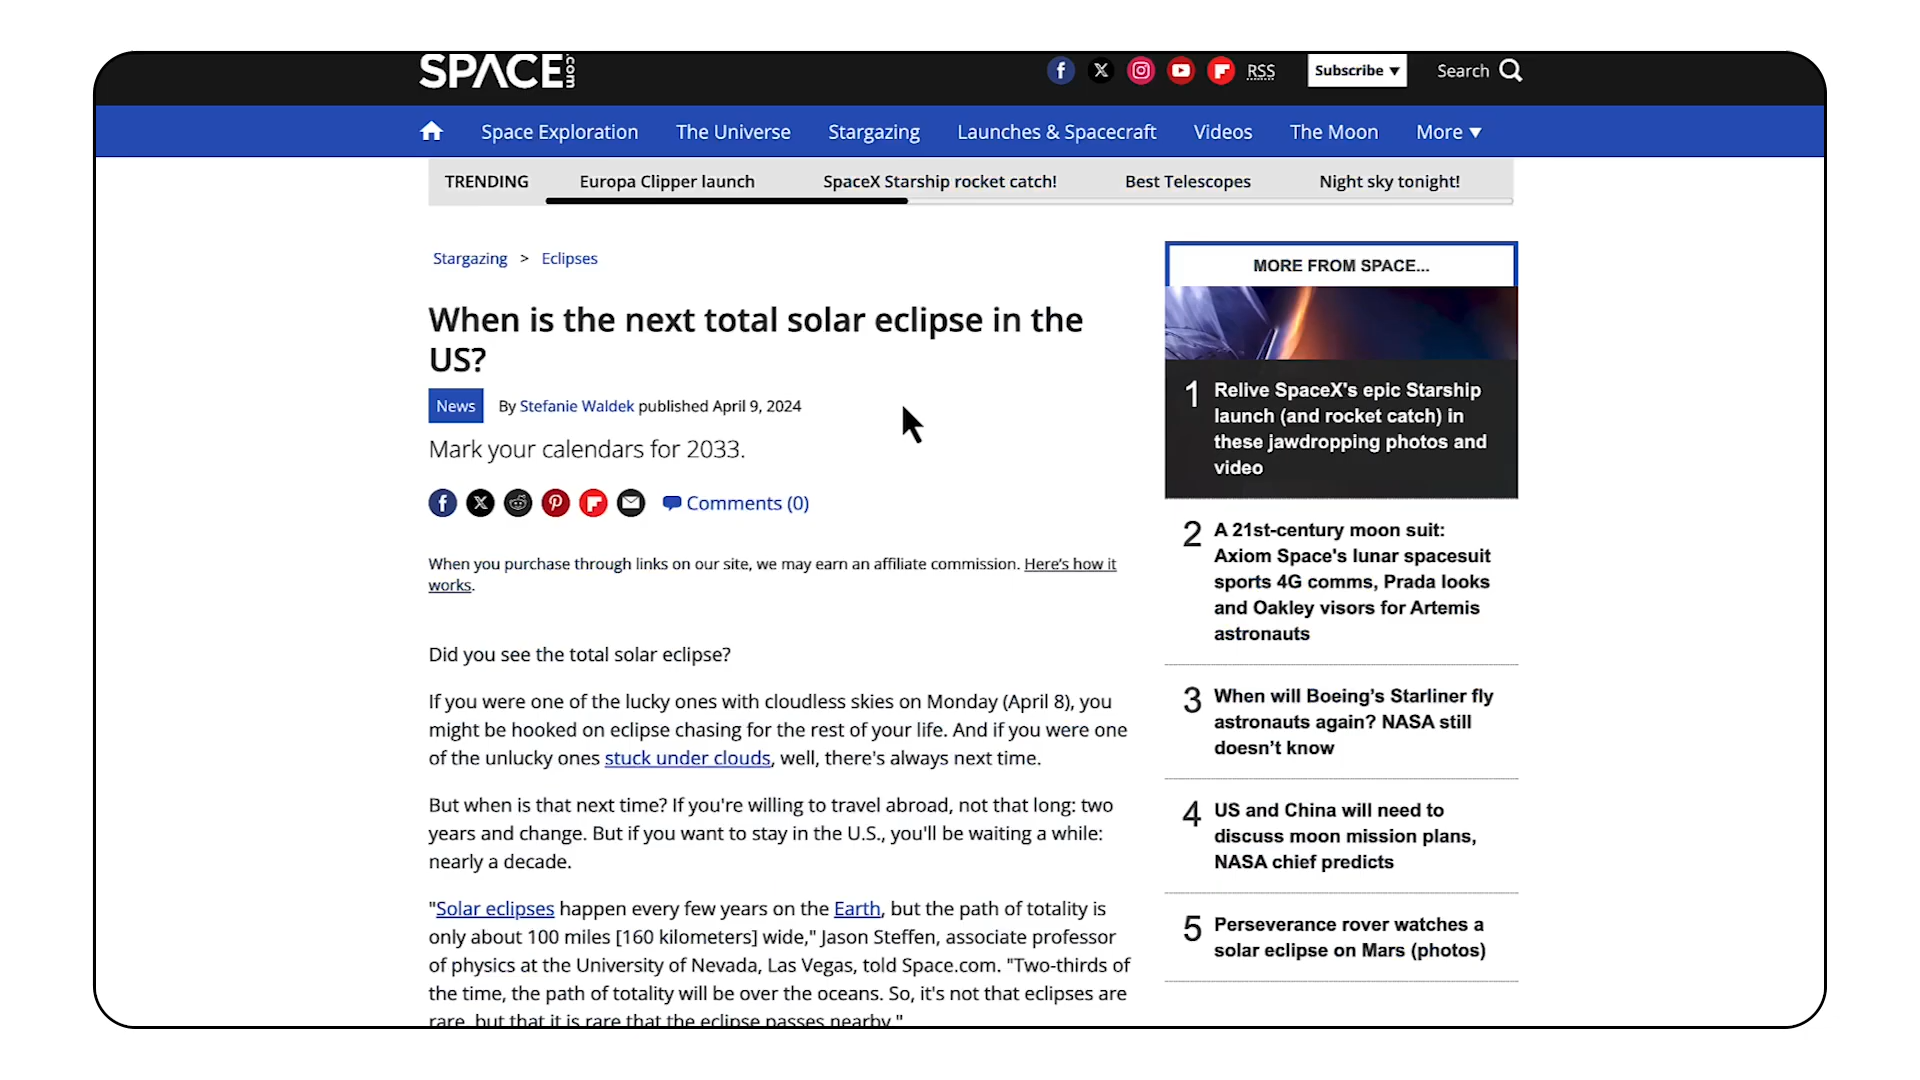 SPACE.com
RSS
Subscribe ▼
Search
Space Exploration
The Universe
Stargazing
Launches & Spacecraft
Videos
The Moon
More ▼
TRENDING
Europa Clipper launch
SpaceX Starship rocket catch!
Best Telescopes
Night sky tonight!
Stargazing > Eclipses
When is the next total solar eclipse in the
US?
News
By Stefanie Waldek published April 9, 2024
Mark your calendars for 2033.
Comments (0)
When you purchase through links on our site, we may earn an affiliate commission. Here’s how it
works.
Did you see the total solar eclipse?
If you were one of the lucky ones with cloudless skies on Monday (April 8), you
might be hooked on eclipse chasing for the rest of your life. And if you were one
of the unlucky ones stuck under clouds, well, there's always next time.
But when is that next time? If you're willing to travel abroad, not that long: two
years and change. But if you want to stay in the U.S., you'll be waiting a while:
nearly a decade.
"Solar eclipses happen every few years on the Earth, but the path of totality is
only about 100 miles [160 kilometers] wide," Jason Steffen, associate professor
of physics at the University of Nevada, Las Vegas, told Space.com. "Two-thirds of
the time, the path of totality will be over the oceans. So, it's not that eclipses are
rare, but that it is rare that the eclipse passes nearby."
MORE FROM SPACE...
1
Relive SpaceX's epic Starship
launch (and rocket catch) in
these jawdropping photos and
video
2
A 21st-century moon suit:
Axiom Space's lunar spacesuit
sports 4G comms, Prada looks
and Oakley visors for Artemis
astronauts
3
When will Boeing’s Starliner fly
astronauts again? NASA still
doesn’t know
4
US and China will need to
discuss moon mission plans,
NASA chief predicts
5
Perseverance rover watches a
solar eclipse on Mars (photos)